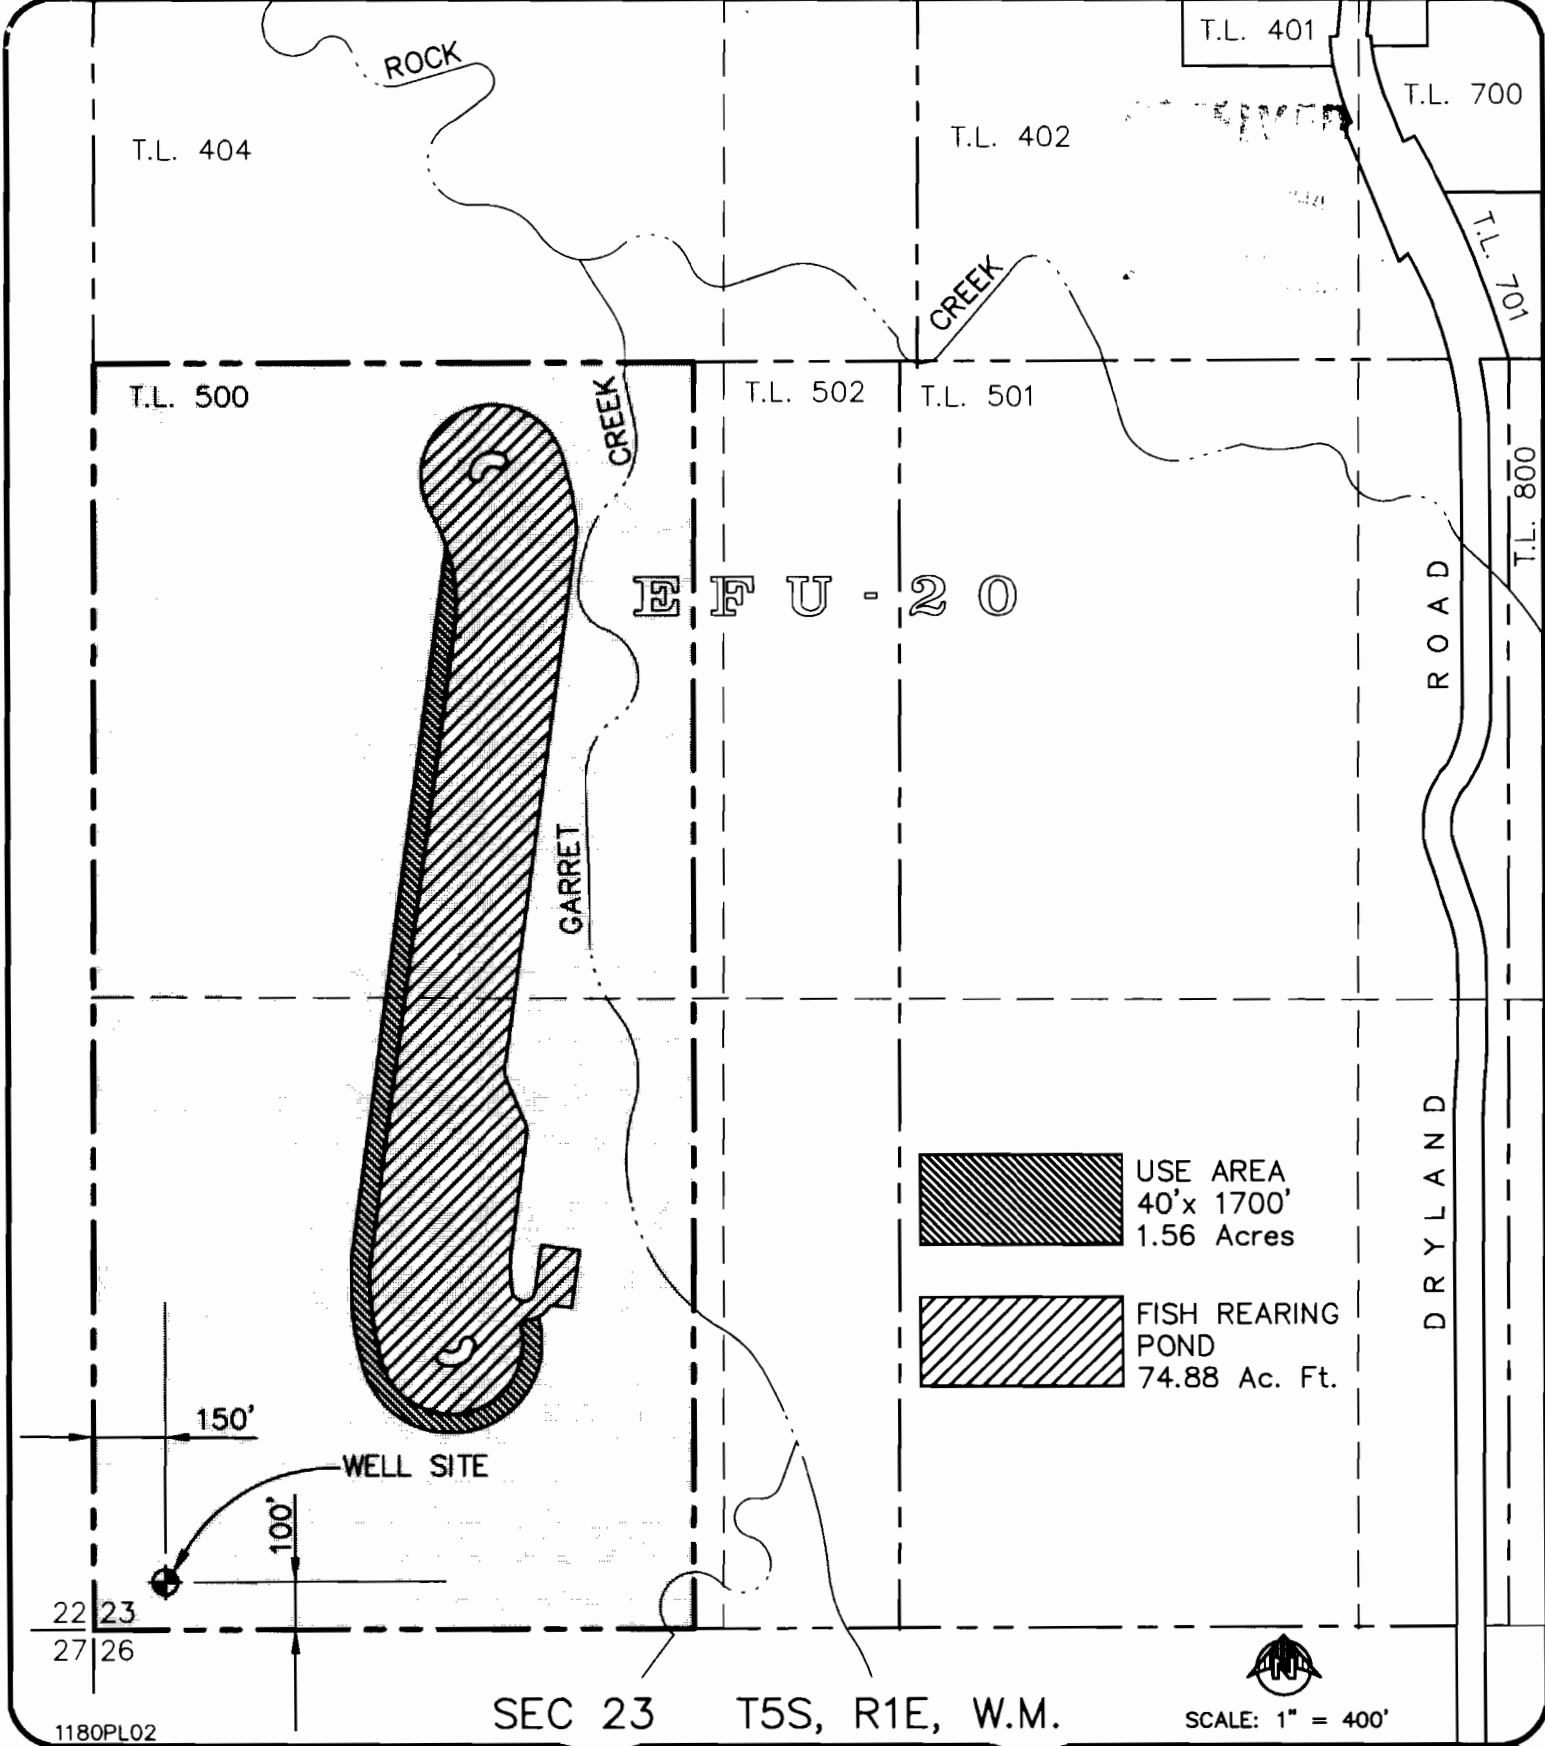 T.L. 401
ROCK
T.L. 700
T.L. 404
T.L. 402
T.L. 701
CREEK
T.L. 500
CREEK
T.L. 502
T.L. 501
T.L. 800
EFU-20
ROAD
GARRET
DRYLAND
USE AREA
40'x 1700'
1.56 Acres
FISH REARING
POND
74.88 Ac. Ft.
150'
WELL SITE
100'
22 23
27 26
N
SEC 23 T5S, R1E, W.M.
SCALE: 1" = 400'
1180PL02